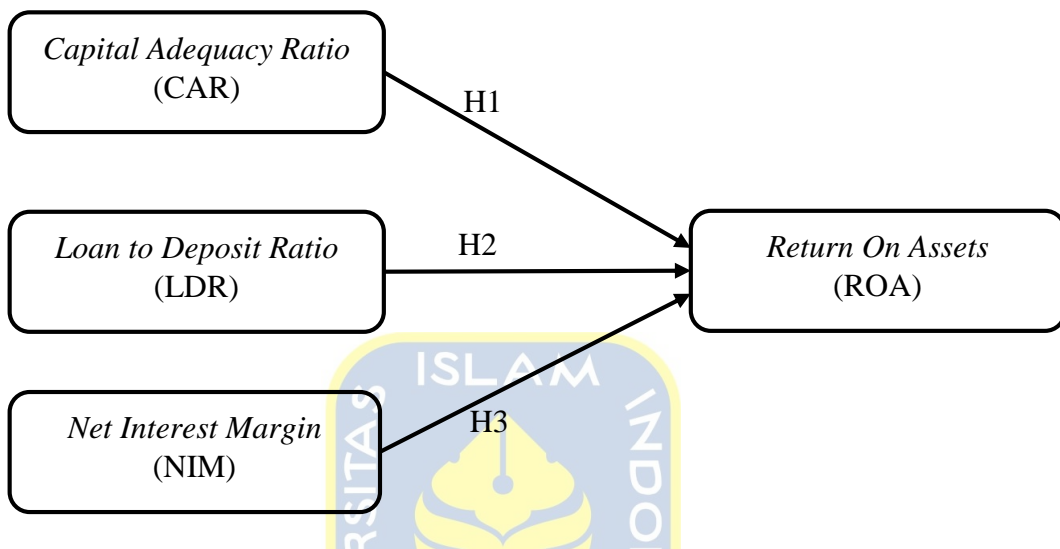 Capital Adequacy Ratio
(CAR)
H1
Loan to Deposit Ratio
(LDR)
H2
Return On Assets
(ROA)
Net Interest Margin
(NIM)
H3
ISLAM